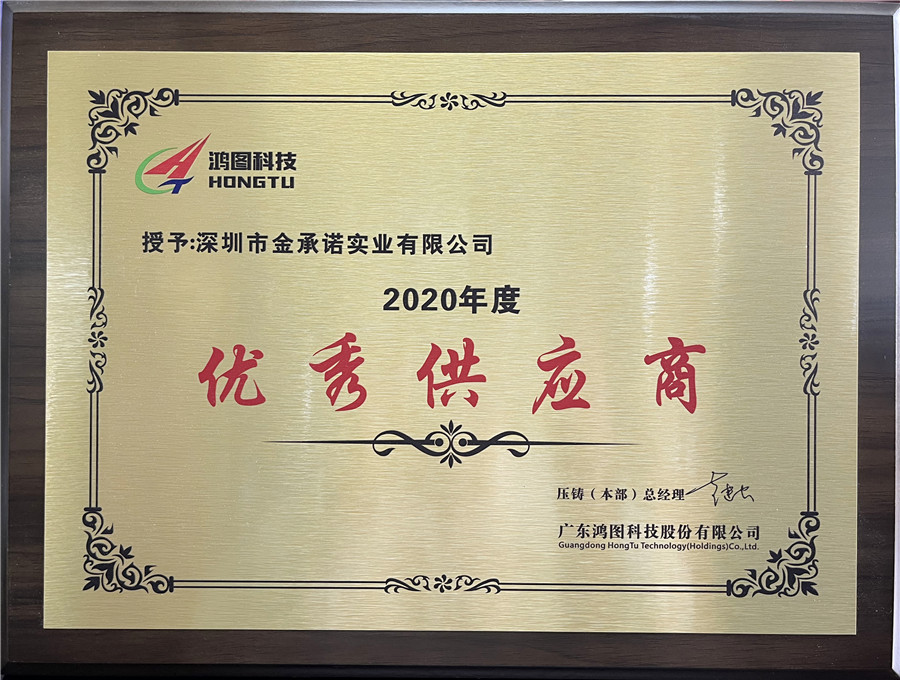 鸿图科技
HONGTU
授予:深圳市金承诺实业有限公司
2020年度
优秀供应商
压铸（本部）总经理
广东鸿图科技股份有限公司
Guangdong HongTu Technology(Holdings)Co.,Ltd.